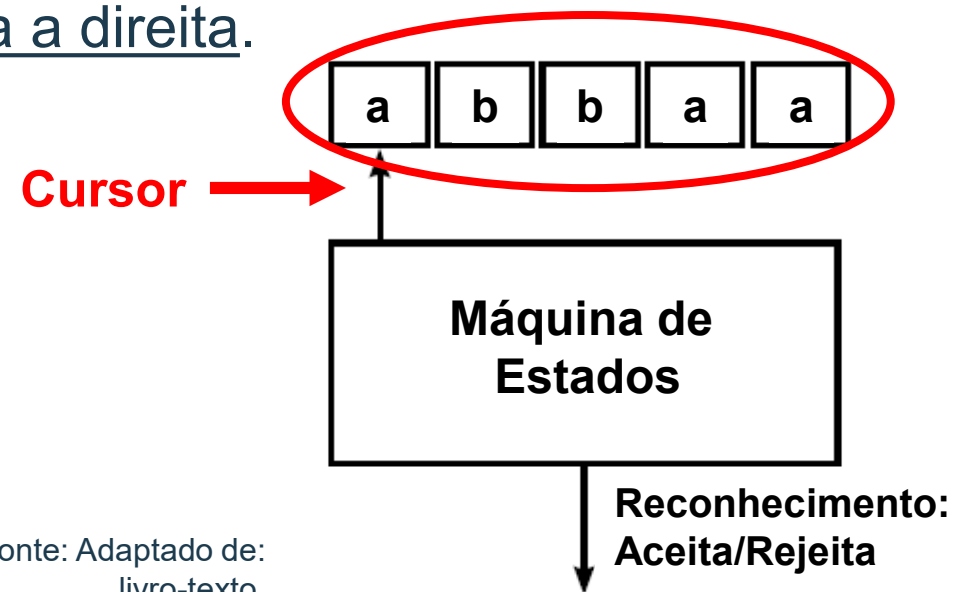 a a direita.
a b b a a
Cursor
Máquina de
Estados
Reconhecimento:
Aceita/Rejeita
onte: Adaptado de:
livro-texto.